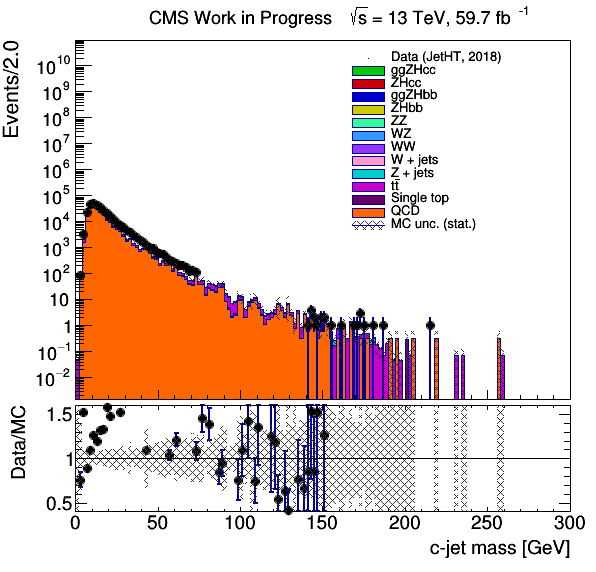 CMS Work in Progress √s = 13 TeV, 59.7 fb⁻¹
Events/2.0
10¹⁰
10⁹
10⁸
10⁷
10⁶
10⁵
10⁴
10³
10²
10
1
10⁻¹
10⁻²
Data (JetHT, 2018)
ggZHcc
ZHcc
ggZHbb
ZHbb
ZZ
WZ
WW
W + jets
Z + jets
tt̄
Single top
QCD
MC unc. (stat.)
Data/MC
1.5
1
0.5
0 50 100 150 200 250 300
c-jet mass [GeV]